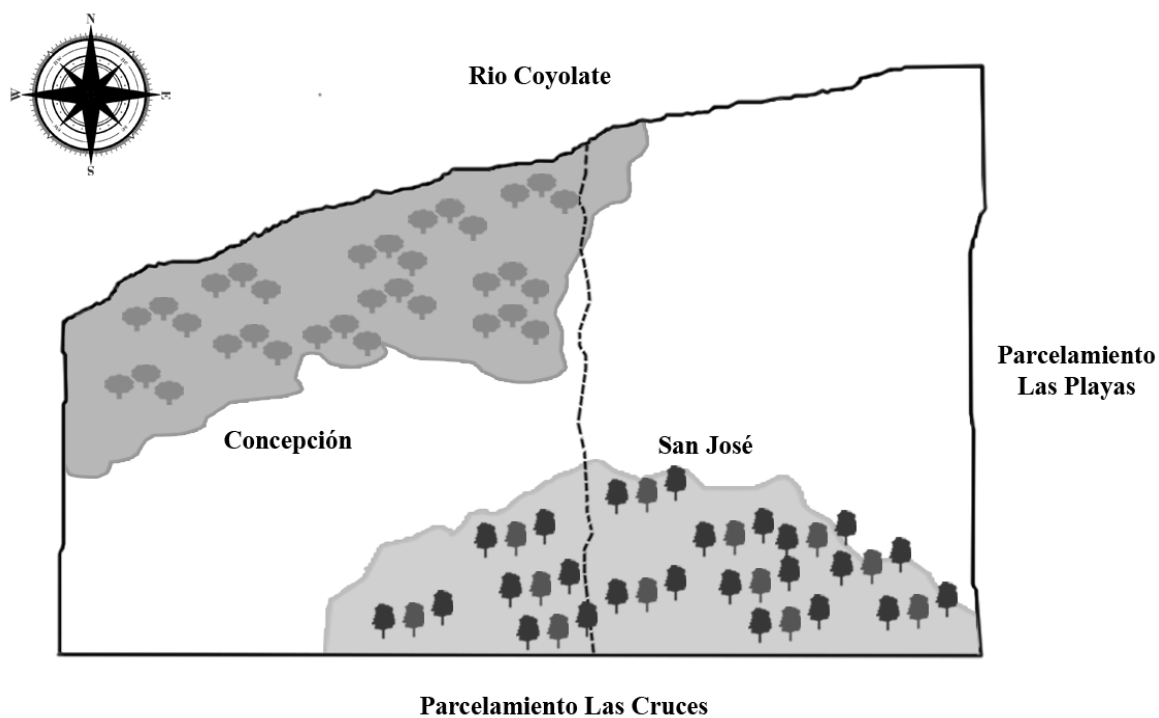 N
Rio Coyolate
W
E
S
Parcelamiento
Las Playas
Concepción
San José
Parcelamiento Las Cruces